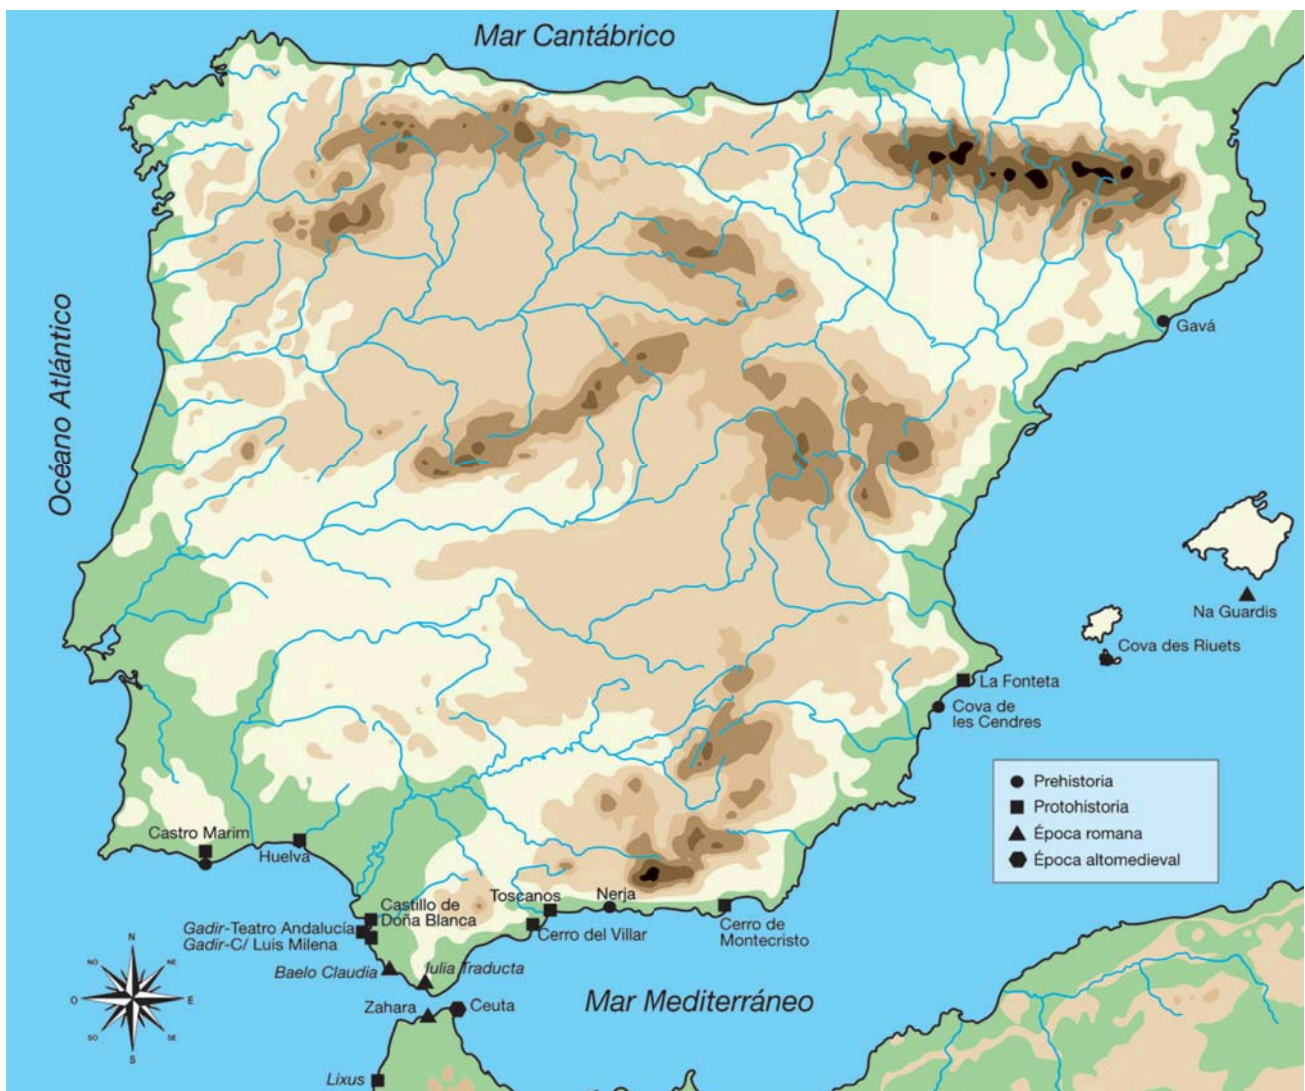 Mar Cantábrico
Océano Atlántico
Gavá
Na Guardis
Cova des Riuets
La Fonteta
Cova de
les Cendres
Prehistoria
Protohistoria
Época romana
Época altomedieval
Castro Marim
Huelva
Castillo de
Doña Blanca
Gadir-Teatro Andalucía
Gadir-C/ Luis Milena
Toscanos
Nerja
Cerro del Villar
Cerro de
Montecristo
Baelo Claudia
Iulia Traducta
Zahara
Ceuta
Mar Mediterráneo
Lixus
N
NO
NE
O
E
SO
SE
S